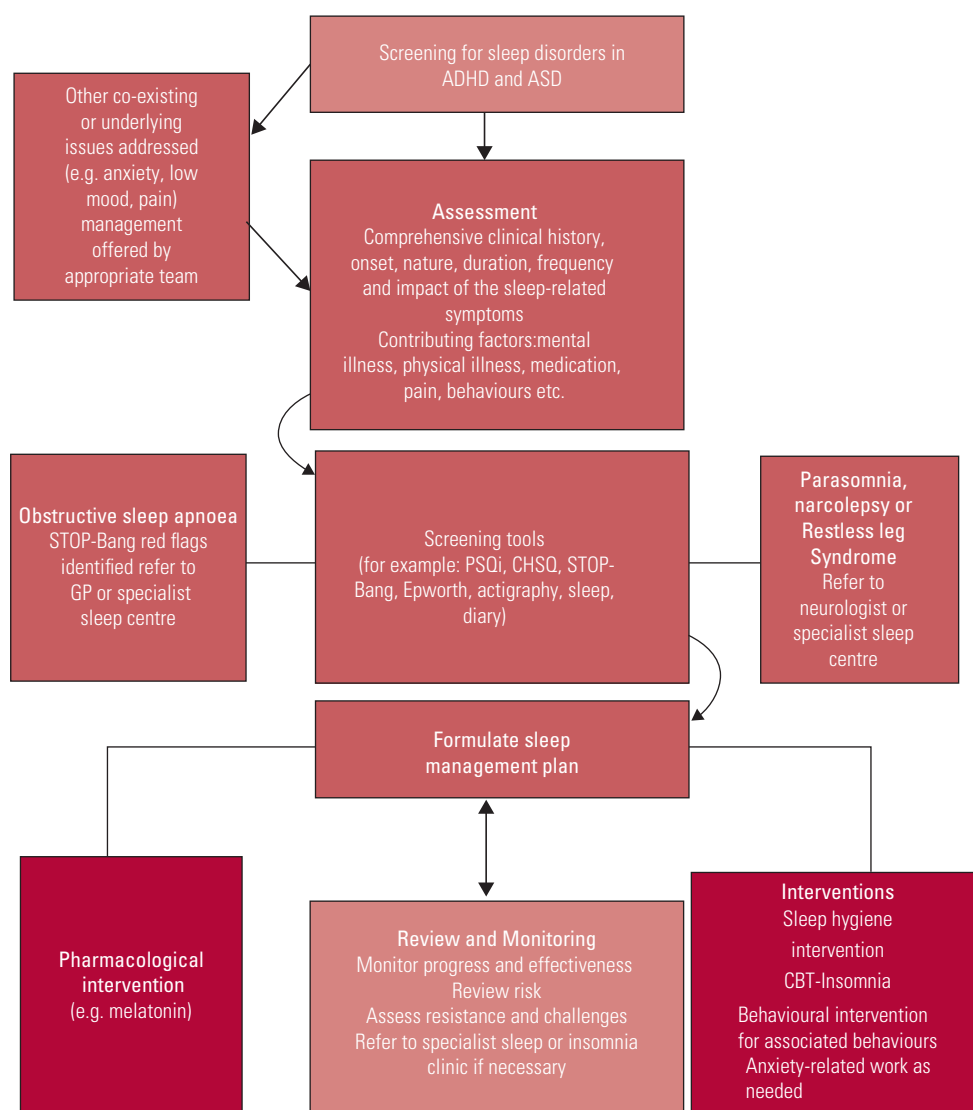 Screening for sleep disorders in
ADHD and ASD
Other co-existing
or underlying
issues addressed
(e.g. anxiety, low
mood, pain)
management
offered by
appropriate team
Assessment
Comprehensive clinical history,
onset, nature, duration, frequency
and impact of the sleep-related
symptoms
Contributing factors:mental
illness, physical illness, medication,
pain, behaviours etc.
Obstructive sleep apnoea
STOP-Bang red flags
identified refer to
GP or specialist
sleep centre
Screening tools
(for example: PSQi, CHSQ, STOP-
Bang, Epworth, actigraphy, sleep,
diary)
Parasomnia,
narcolepsy or
Restless leg
Syndrome
Refer to
neurologist or
specialist sleep
centre
Formulate sleep
management plan
Pharmacological
intervention
(e.g. melatonin)
Review and Monitoring
Monitor progress and effectiveness
Review risk
Assess resistance and challenges
Refer to specialist sleep or insomnia
clinic if necessary
Interventions
Sleep hygiene
intervention
CBT-Insomnia
Behavioural intervention
for associated behaviours
Anxiety-related work as
needed